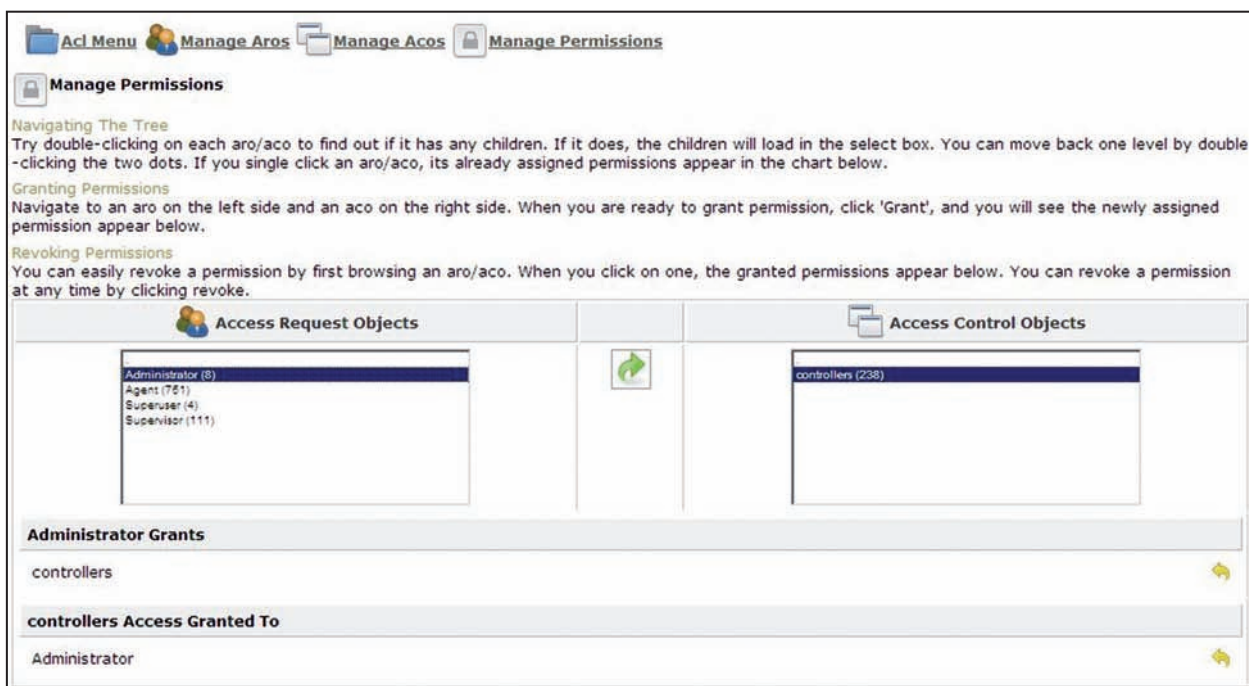 Acl Menu Manage Aros Manage Acos Manage Permissions
Manage Permissions
Navigating The Tree
Try double-clicking on each aro/aco to find out if it has any children. If it does, the children will load in the select box. You can move back one level by double
-clicking the two dots. If you single click an aro/aco, its already assigned permissions appear in the chart below.
Granting Permissions
Navigate to an aro on the left side and an aco on the right side. When you are ready to grant permission, click 'Grant', and you will see the newly assigned
permission appear below.
Revoking Permissions
You can easily revoke a permission by first browsing an aro/aco. When you click on one, the granted permissions appear below. You can revoke a permission
at any time by clicking revoke.
Access Request Objects
Access Control Objects
Administrator (8)
Agent (761)
Superuser (4)
Supervisor (111)
controllers (238)
Administrator Grants
controllers
controllers Access Granted To
Administrator